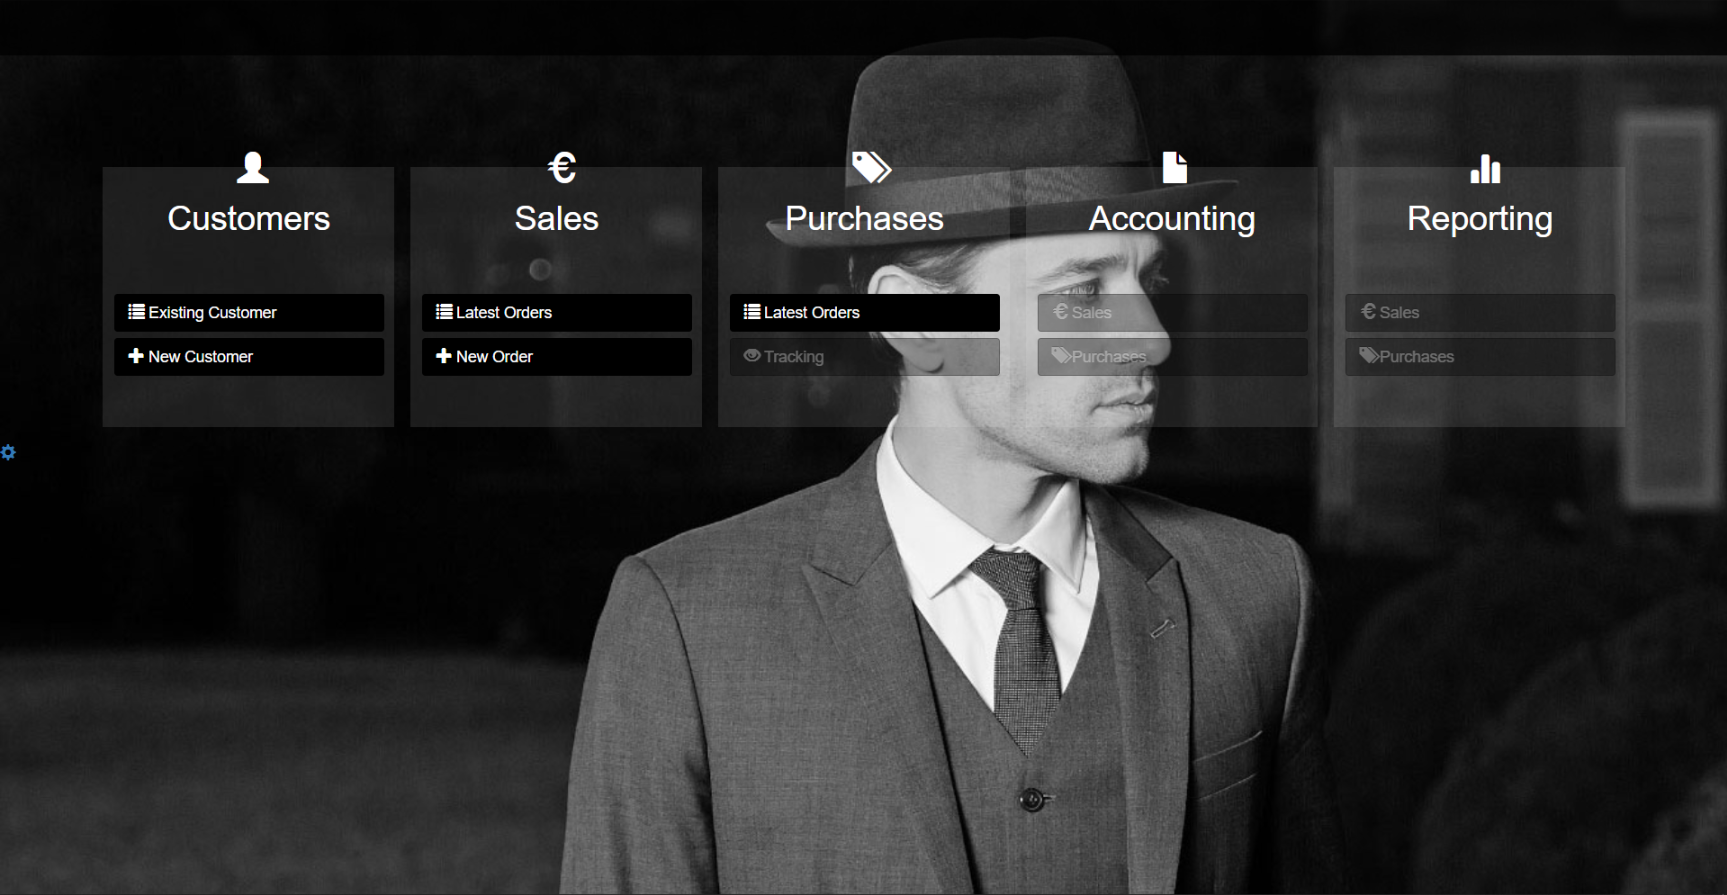 Customers
Existing Customer
New Customer
Sales
Latest Orders
New Order
Purchases
Latest Orders
Tracking
Accounting
Sales
Purchases
Reporting
Sales
Purchases